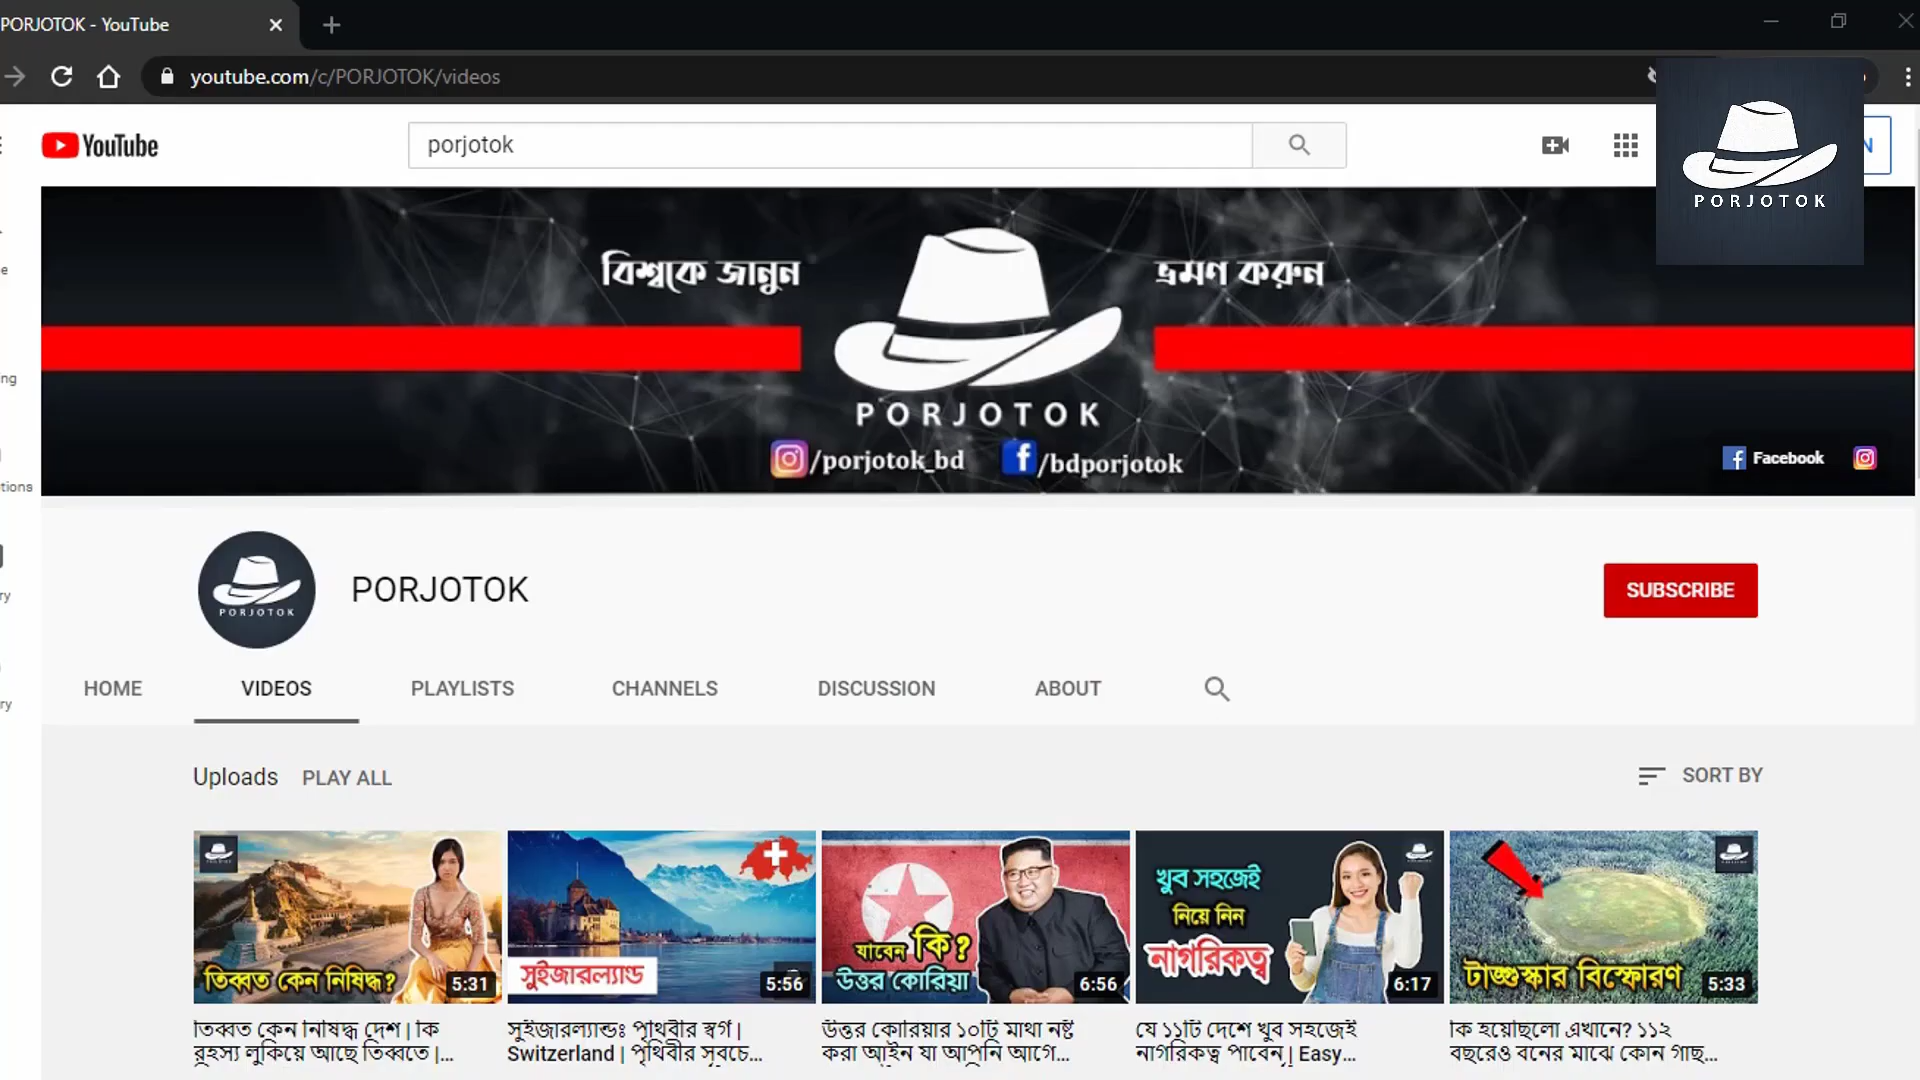 PORJOTOK - YouTube
youtube.com/c/PORJOTOK/videos
YouTube
porjotok
N
PORJOTOK
বিশ্বকে জানুন
ভ্রমণ করুন
PORJOTOK
/porjotok_bd
/bdporjotok
Facebook
PORJOTOK
PORJOTOK
SUBSCRIBE
HOME VIDEOS PLAYLISTS CHANNELS DISCUSSION ABOUT
Uploads PLAY ALL
SORT BY
তিব্বত কেন নিষিদ্ধ?
5:31
সুইজারল্যান্ড
5:56
যাবেন কি?
উত্তর কোরিয়া
6:56
খুব সহজেই
নিয়ে নিন
নাগরিকত্ব
6:17
টাঙ্গুস্কার বিস্ফোরণ
5:33
তিব্বত কেন নিষিদ্ধ দেশ | কি
রহস্য লুকিয়ে আছে তিব্বতে |...
সুইজারল্যান্ডঃ পৃথিবীর স্বর্গ |
Switzerland | পৃথিবীর সবচে...
উত্তর কোরিয়ার ১০টি মাথা নষ্ট
করা আইন যা আপনি আগে...
যে ১১টি দেশে খুব সহজেই
নাগরিকত্ব পাবেন | Easy...
কি হয়েছিলো এখানে? ১১২
বছরেও বনের মাঝে কোন গাছ...